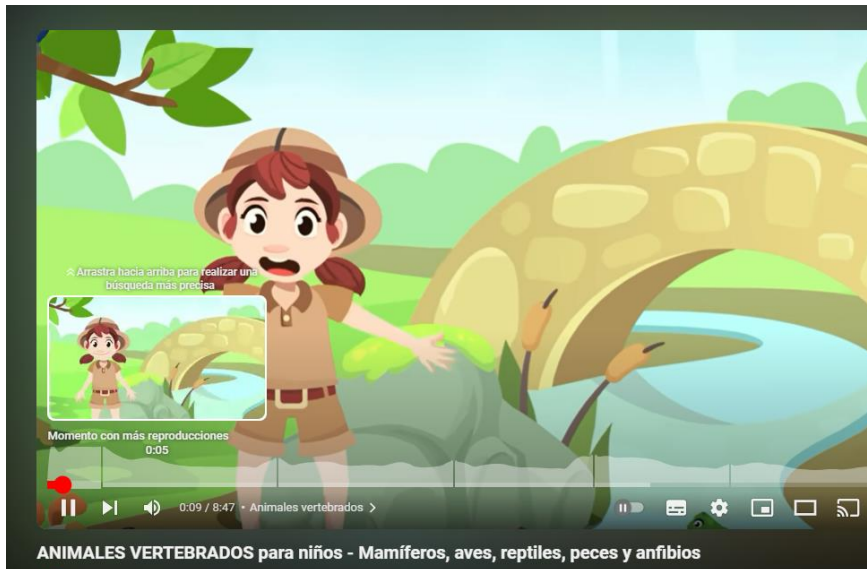 Arrastra hacia arriba para realizar una
búsqueda más precisa
Momento con más reproducciones
0:05
0:09 / 8:47 • Animales vertebrados >
ANIMALES VERTEBRADOS para niños - Mamíferos, aves, reptiles, peces y anfibios